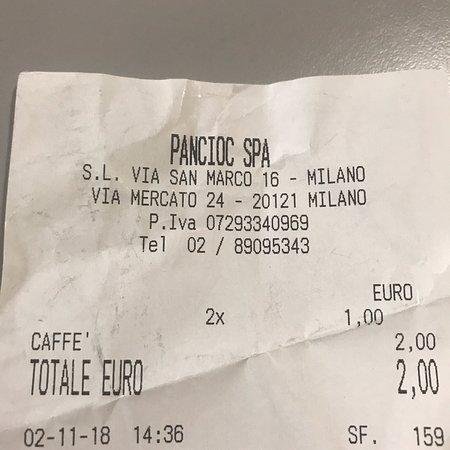 PANCIOC SPA
S.L. VIA SAN MARCO 16 - MILANO
VIA MERCATO 24 - 20121 MILANO
P.Iva 07293340969
Tel 02 / 89095343
EURO
2x 1,00
CAFFE' 2,00
TOTALE EURO 2,00
02-11-18 14:36 SF. 159